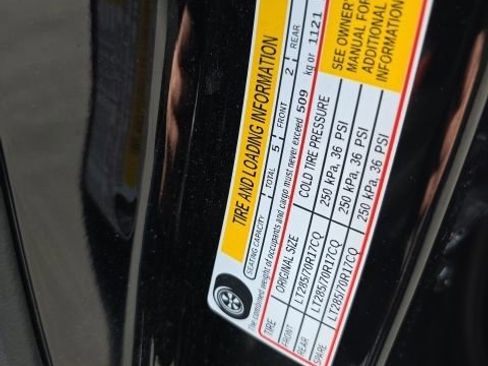 TIRE AND LOADING INFORMATION
SEATING CAPACITY TOTAL 5 FRONT 2 REAR
The combined weight of occupants and cargo must never exceed 509 kg or 1121
TIRE ORIGINAL SIZE COLD TIRE PRESSURE
FRONT LT285/70R17CQ 250 kPa, 36 PSI
REAR LT285/70R17CQ 250 kPa, 36 PSI
SPARE LT285/70R17CQ 250 kPa, 36 PSI
SEE OWNER'
MANUAL FOR
ADDITIONAL
INFORMATION